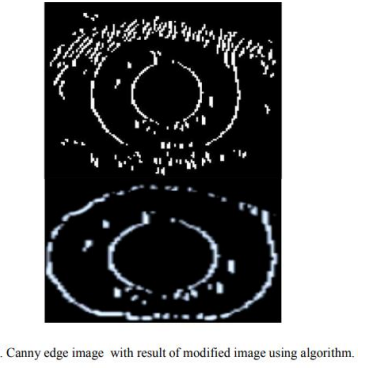 . Canny edge image with result of modified image using algorithm.